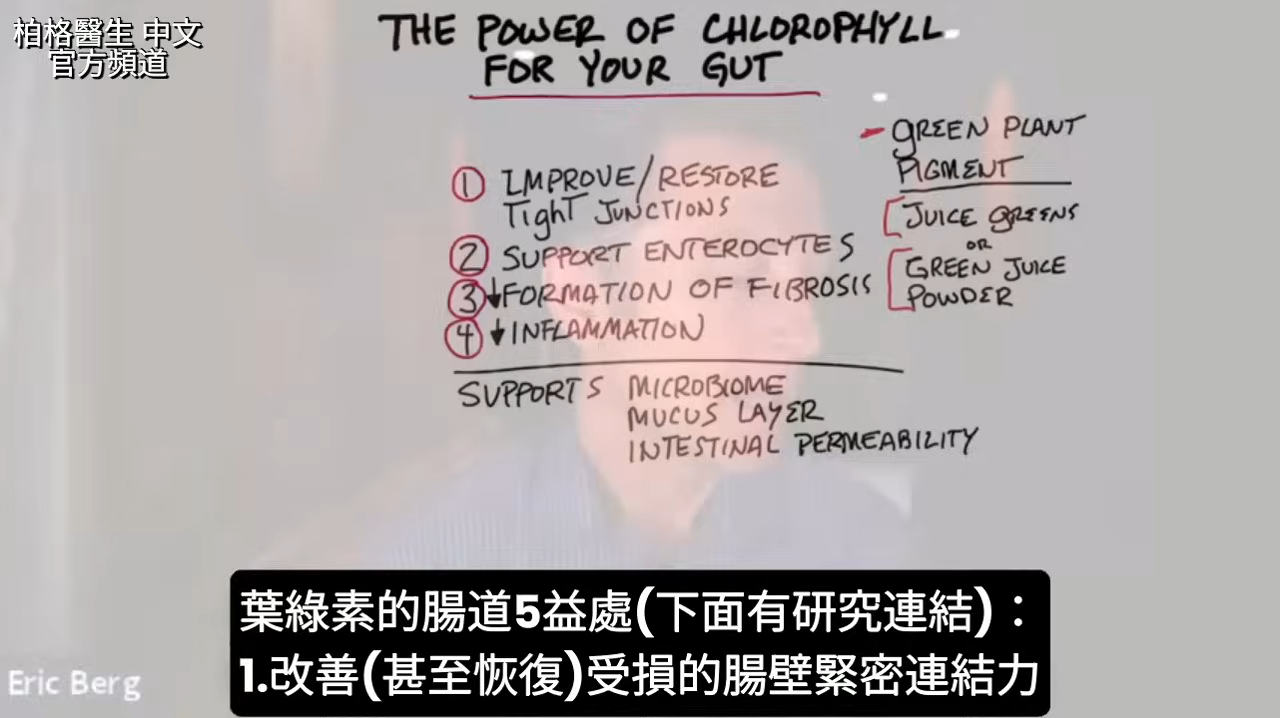 柏格醫生 中文
官方頻道
THE POWER OF CHLOROPHYLL
FOR YOUR GUT
① IMPROVE/RESTORE
TIGHT JUNCTIONS
② SUPPORT ENTEROCYTES
③ ↓FORMATION OF FIBROSIS
④ ↓INFLAMMATION
SUPPORTS MICROBIOME
MUCUS LAYER
INTESTINAL PERMEABILITY
- GREEN PLANT
PIGMENT
JUICE GREENS
OR
GREEN JUICE
POWDER
葉綠素的腸道5益處(下面有研究連結)：
1.改善(甚至恢復)受損的腸壁緊密連結力
Eric Berg